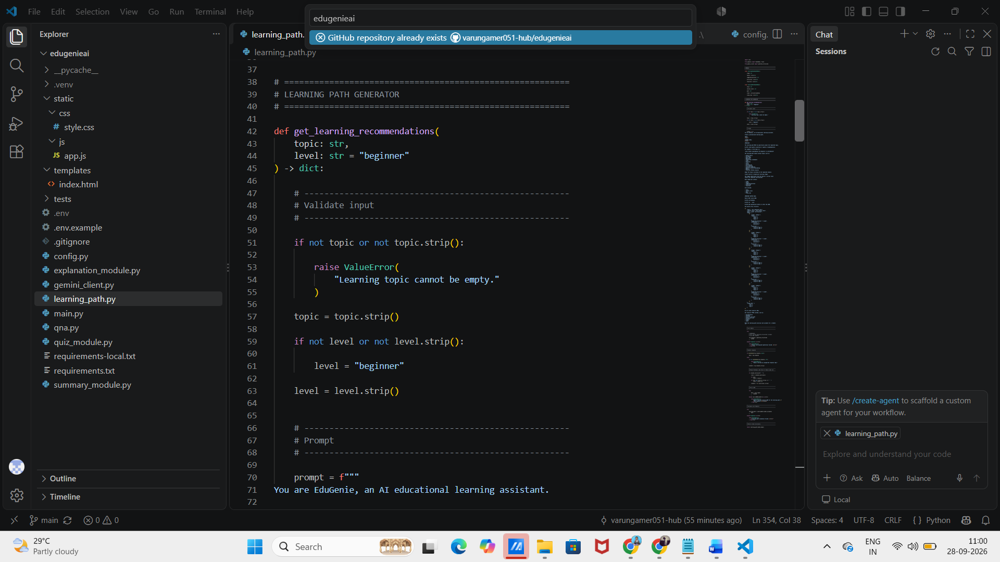 File Edit Selection View Go Run Terminal Help
edugenieai
GitHub repository already exists varungamer051-hub/edugenieai
Explorer
edugenieai
__pycache__
.venv
static
css
# style.css
js
JS app.js
templates
<> index.html
tests
.env
.env.example
.gitignore
config.py
explanation_module.py
gemini_client.py
learning_path.py
main.py
qna.py
quiz_module.py
requirements-local.txt
requirements.txt
summary_module.py
Outline
Timeline
learning_path.
.\
config.
learning_path.py
37
38 # =========================================================
39 # LEARNING PATH GENERATOR
40 # =========================================================
41
42 def get_learning_recommendations(
43 topic: str,
44 level: str = "beginner"
45 ) -> dict:
46
47 # -----------------------------------------------------
48 # Validate input
49 # -----------------------------------------------------
50
51 if not topic or not topic.strip():
52
53 raise ValueError(
54 "Learning topic cannot be empty."
55 )
56
57 topic = topic.strip()
58
59 if not level or not level.strip():
60
61 level = "beginner"
62
63 level = level.strip()
64
65
66 # -----------------------------------------------------
67 # Prompt
68 # -----------------------------------------------------
69
70 prompt = f"""
71 You are EduGenie, an AI educational learning assistant.
72
Chat
Sessions
Tip: Use /create-agent to scaffold a custom
agent for your workflow.
learning_path.py
Explore and understand your code
Ask Auto Balance
Local
main 0 0
varungamer051-hub (55 minutes ago) Ln 354, Col 38 Spaces: 4 UTF-8 CRLF {} Python
29°C
Partly cloudy
Search
ENG
IN
11:00
28-09-2026